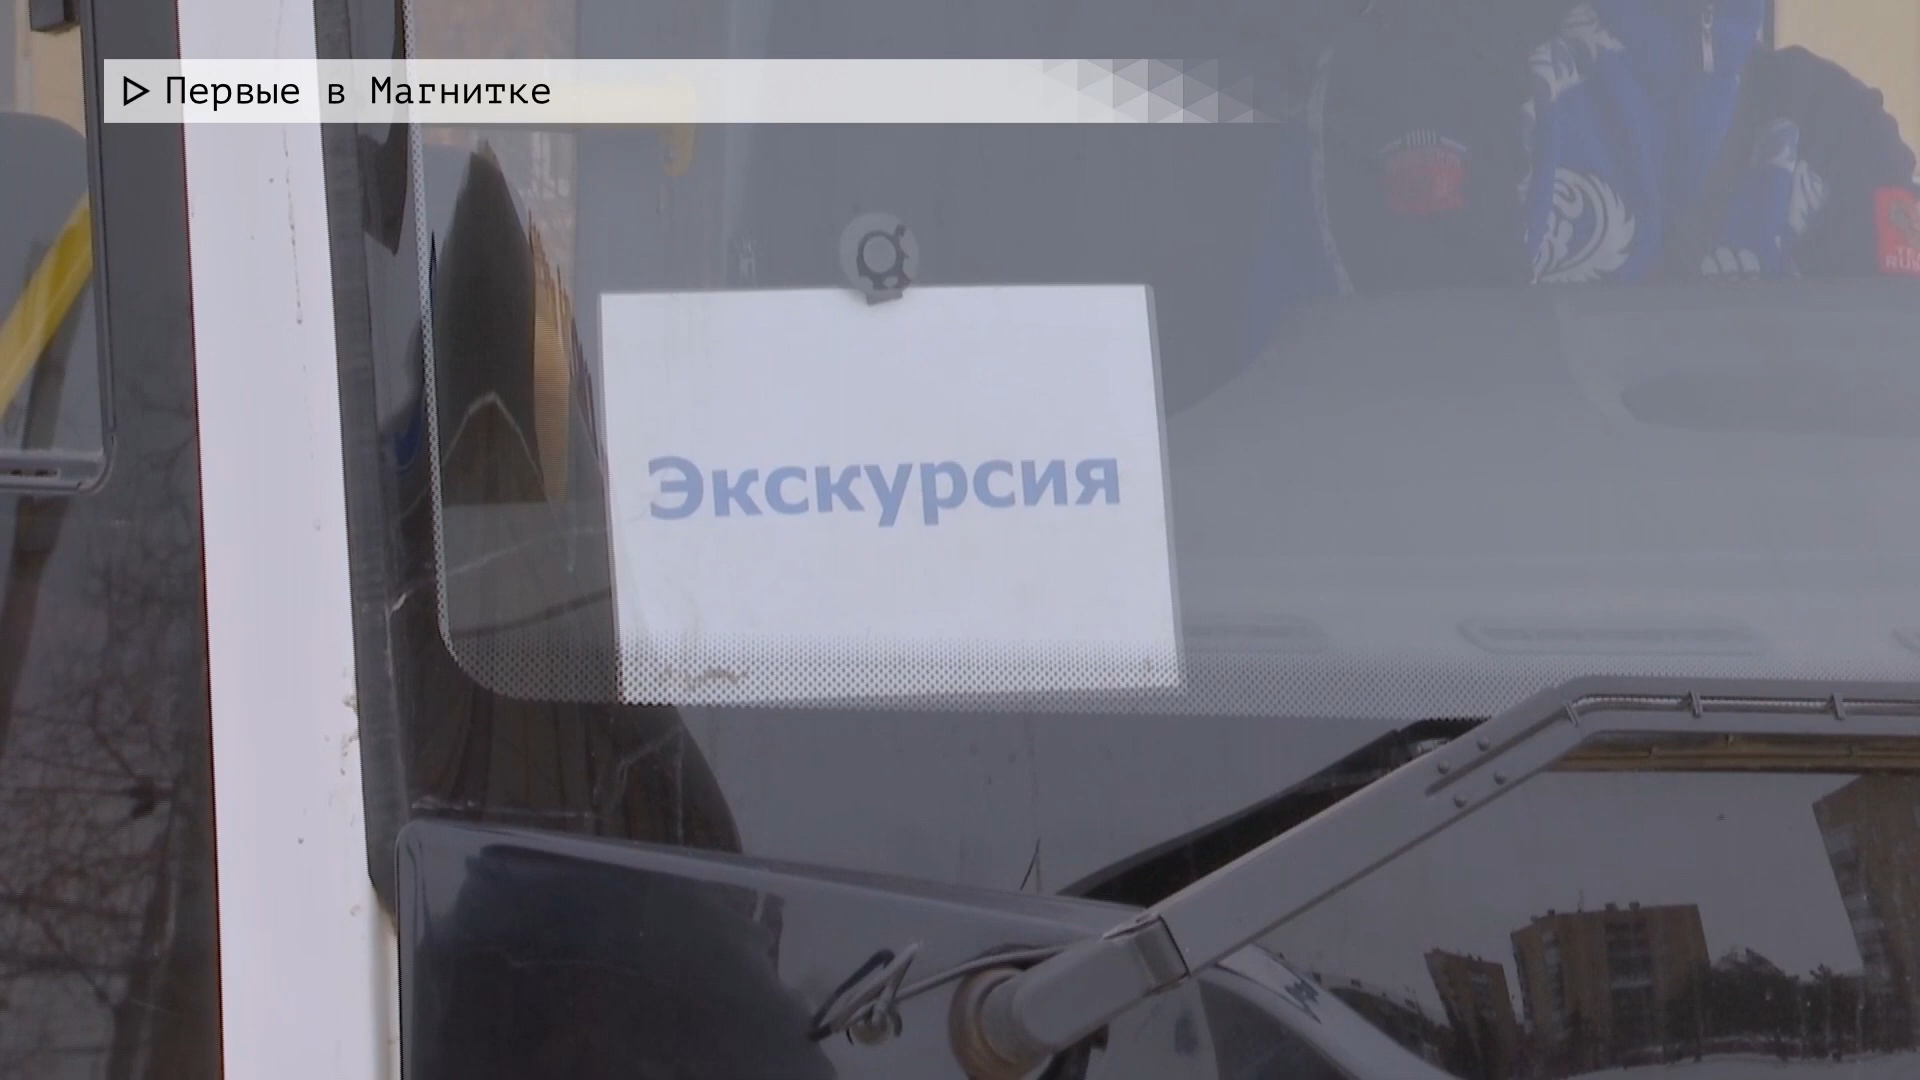 Первые в Магнитке
Экскурсия